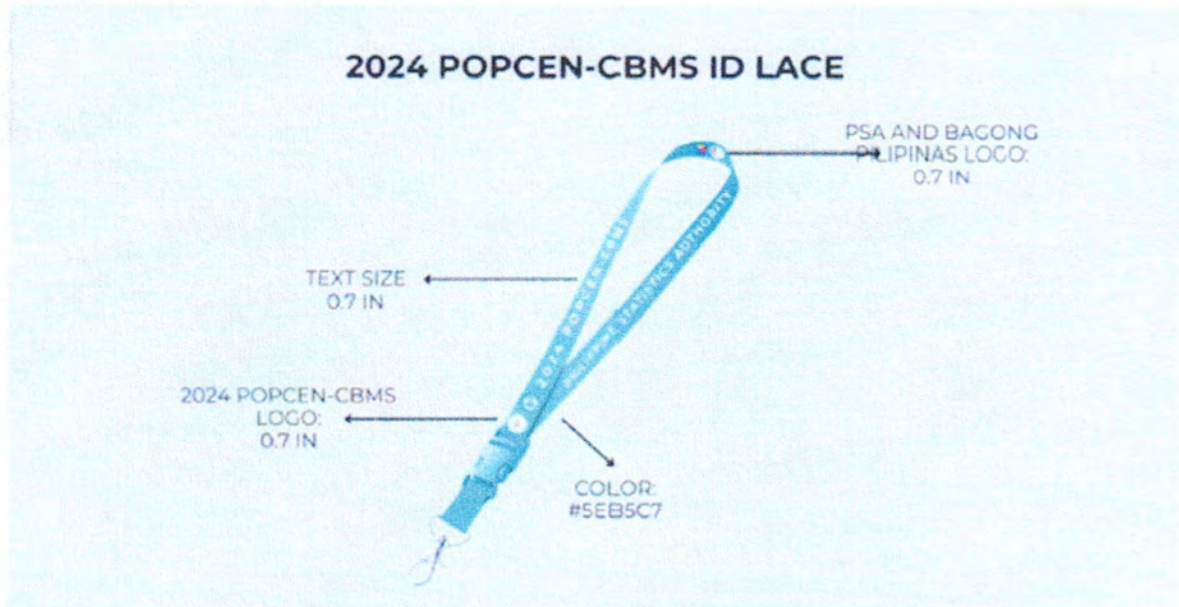 2024 POPCEN-CBMS ID LACE
PSA AND BAGONG
PILIPINAS LOGO:
0.7 IN
TEXT SIZE
0.7 IN
2024 POPCEN-CBMS
LOGO:
0.7 IN
COLOR:
#5EB5C7
2024 POPCEN-CBMS
PHILIPPINE STATISTICS AUTHORITY